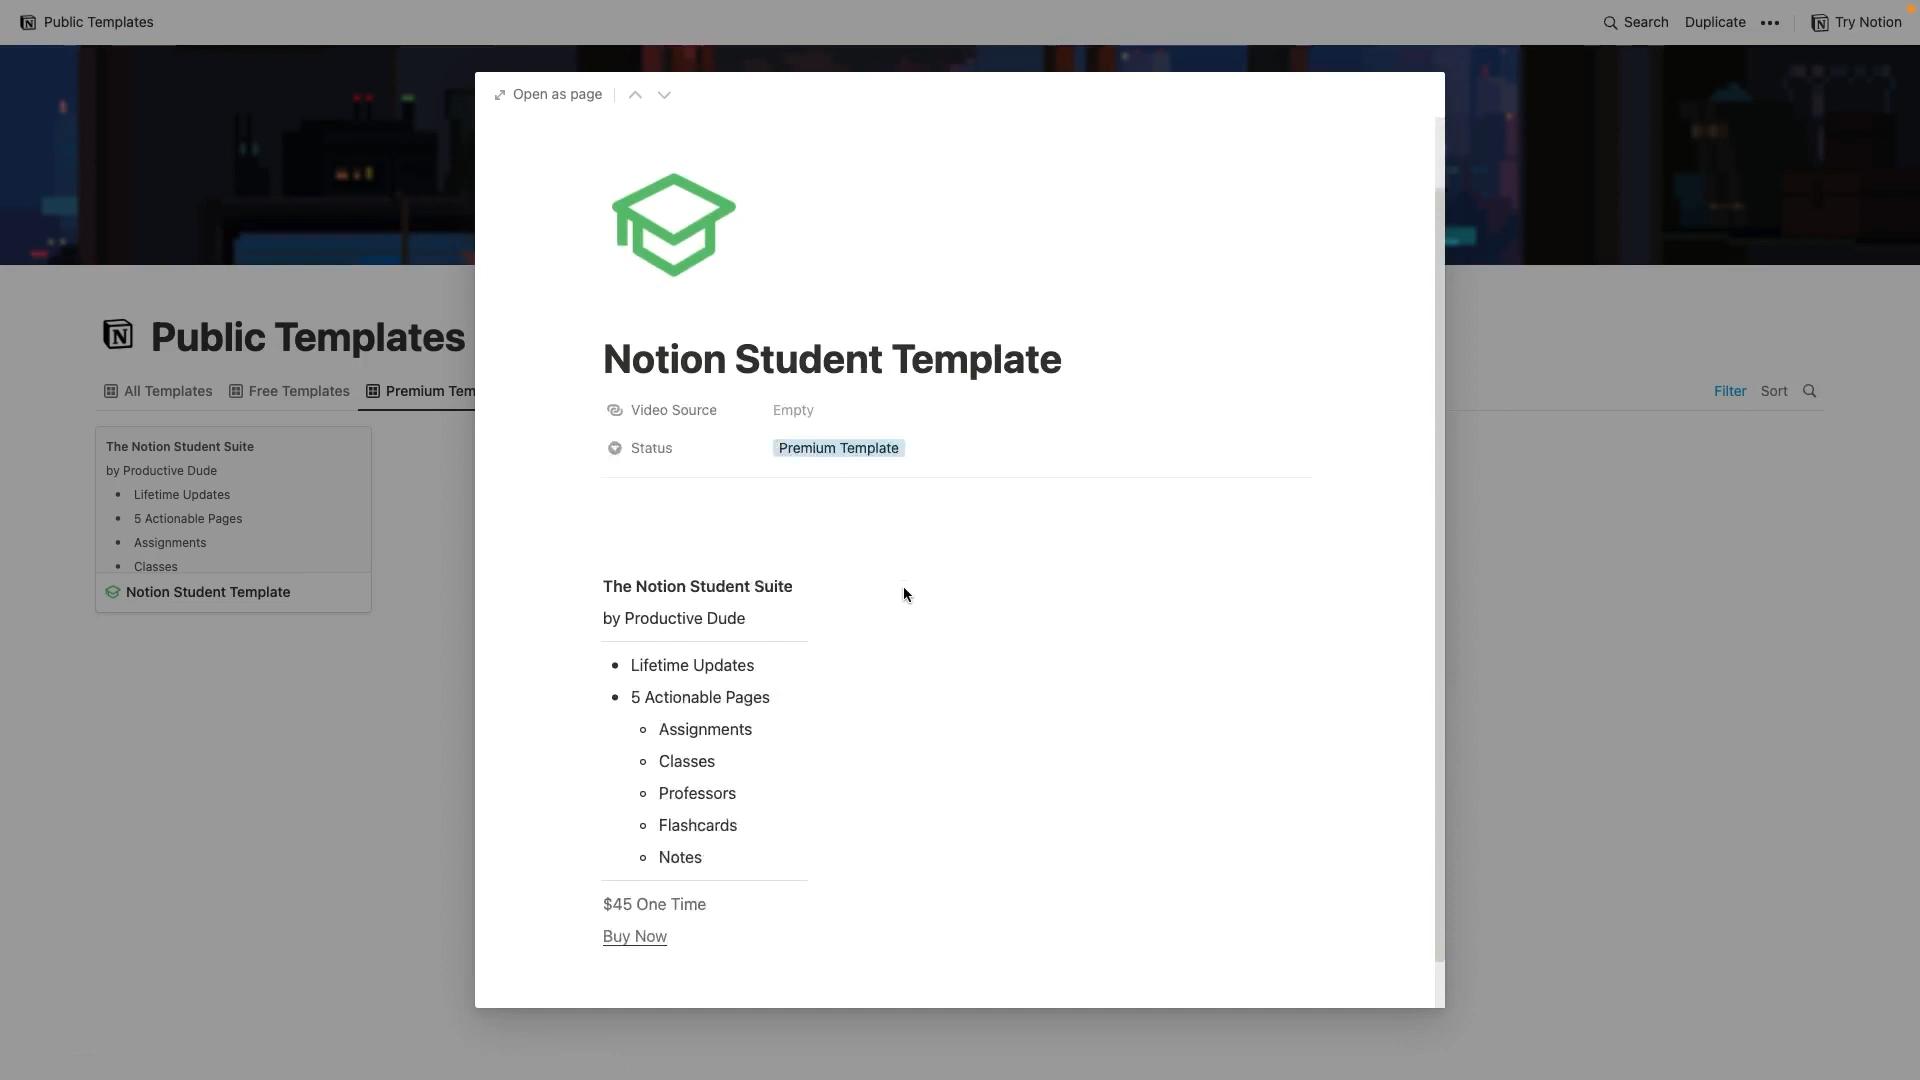 Public Templates
Search Duplicate ••• Try Notion
Open as page
Public Templates
All Templates Free Templates Premium Tem
Filter Sort
The Notion Student Suite
by Productive Dude
• Lifetime Updates
• 5 Actionable Pages
• Assignments
• Classes
Notion Student Template
Notion Student Template
Video Source Empty
Status Premium Template
The Notion Student Suite
by Productive Dude
• Lifetime Updates
• 5 Actionable Pages
◦ Assignments
◦ Classes
◦ Professors
◦ Flashcards
◦ Notes
$45 One Time
Buy Now